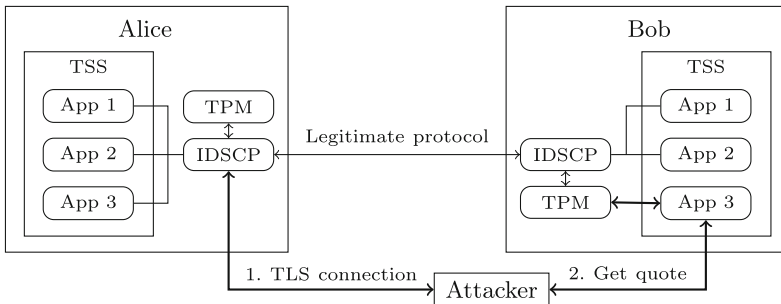 Alice
Bob
TSS
TSS
App 1
TPM
App 1
Legitimate protocol
App 2
IDSCP
IDSCP
App 2
App 3
TPM
App 3
1. TLS connection
2. Get quote
Attacker